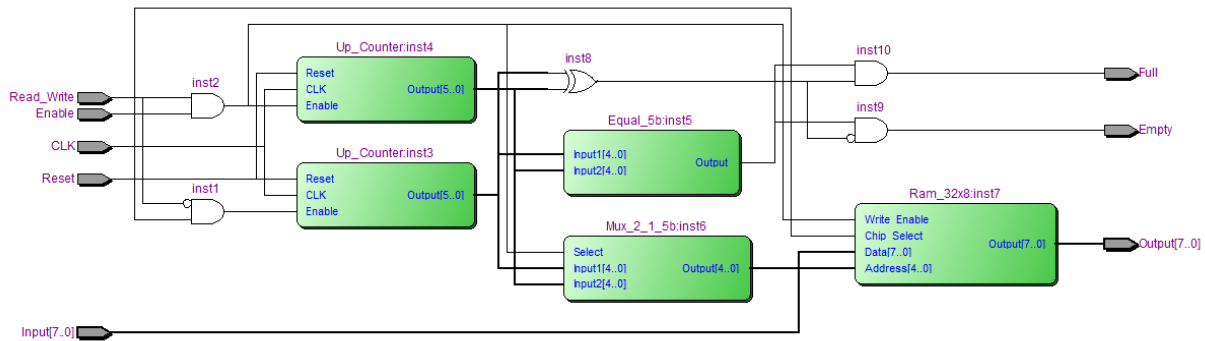 Read_Write
Enable
CLK
Reset
Input[7..0]
inst2
inst1
Up_Counter:inst4
Reset
CLK
Enable
Output[5..0]
Up_Counter:inst3
Reset
CLK
Enable
Output[5..0]
inst8
Equal_5b:inst5
Input1[4..0]
Input2[4..0]
Output
Mux_2_1_5b:inst6
Select
Input1[4..0]
Input2[4..0]
Output[4..0]
inst10
inst9
Ram_32x8:inst7
Write Enable
Chip Select
Data[7..0]
Address[4..0]
Output[7..0]
Full
Empty
Output[7..0]